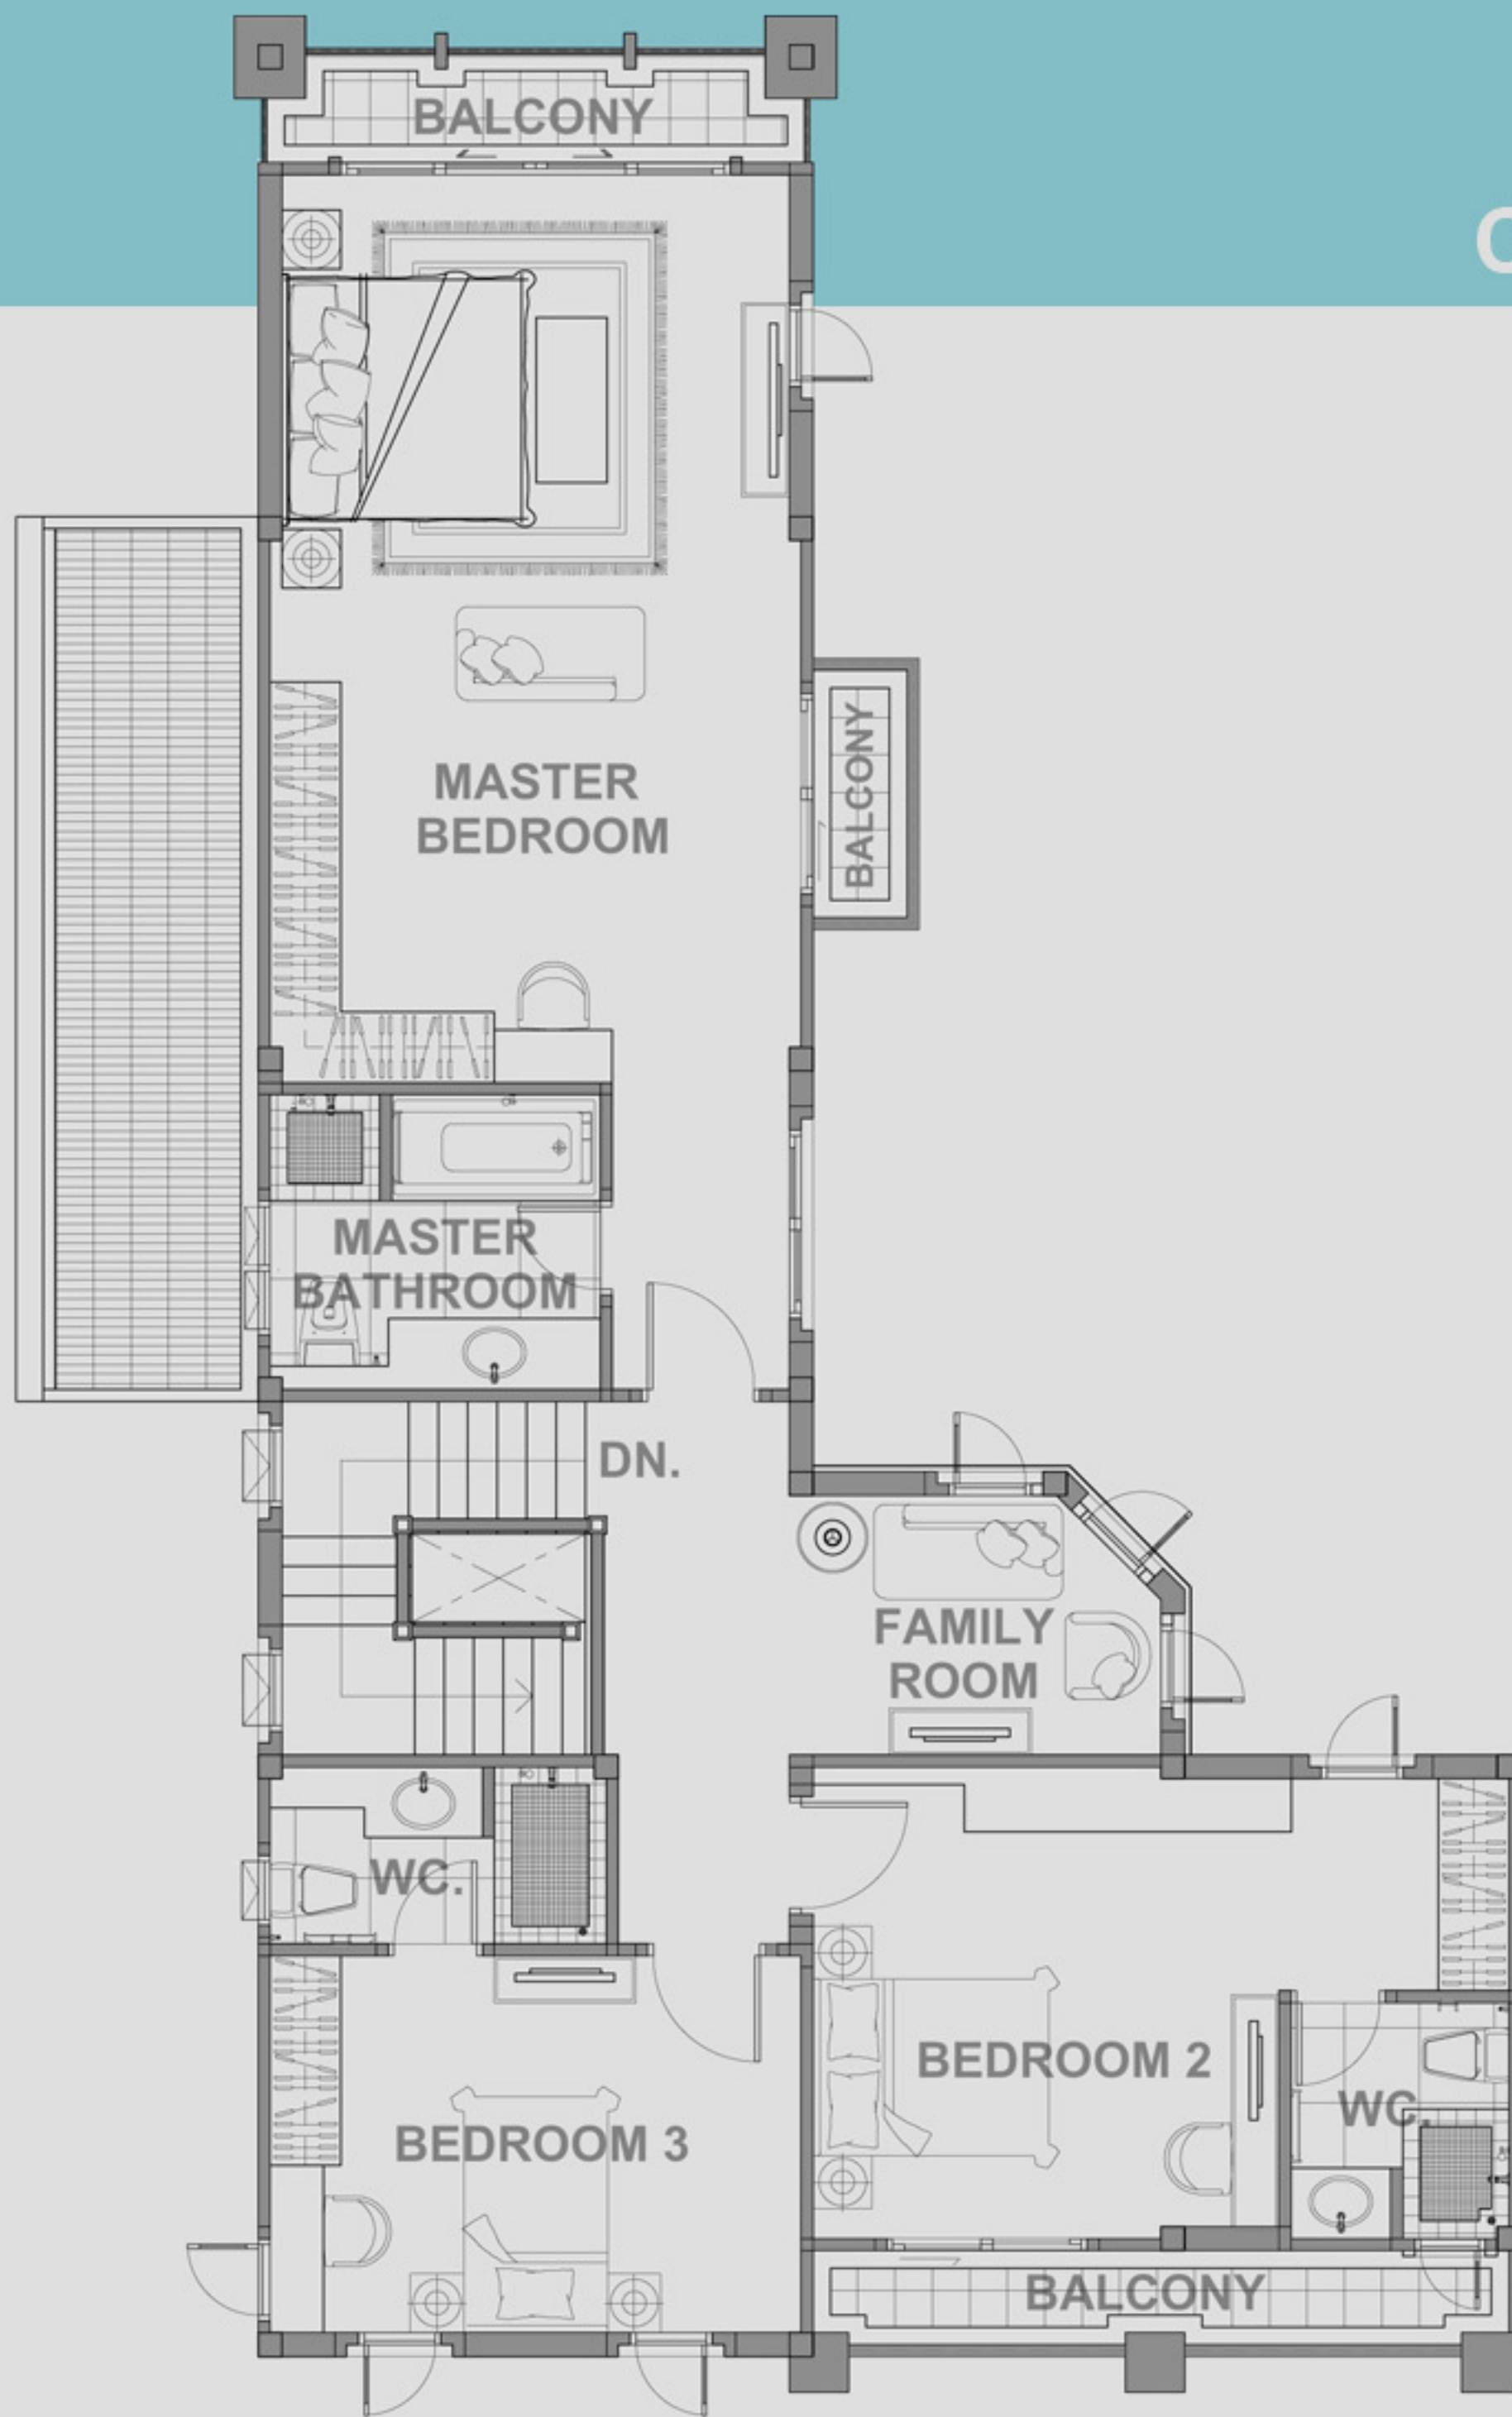 BALCONY
C
MASTER
BEDROOM
BALCONY
MASTER
BATHROOM
DN.
FAMILY
ROOM
WC.
BEDROOM 2
WC.
BEDROOM 3
BALCONY